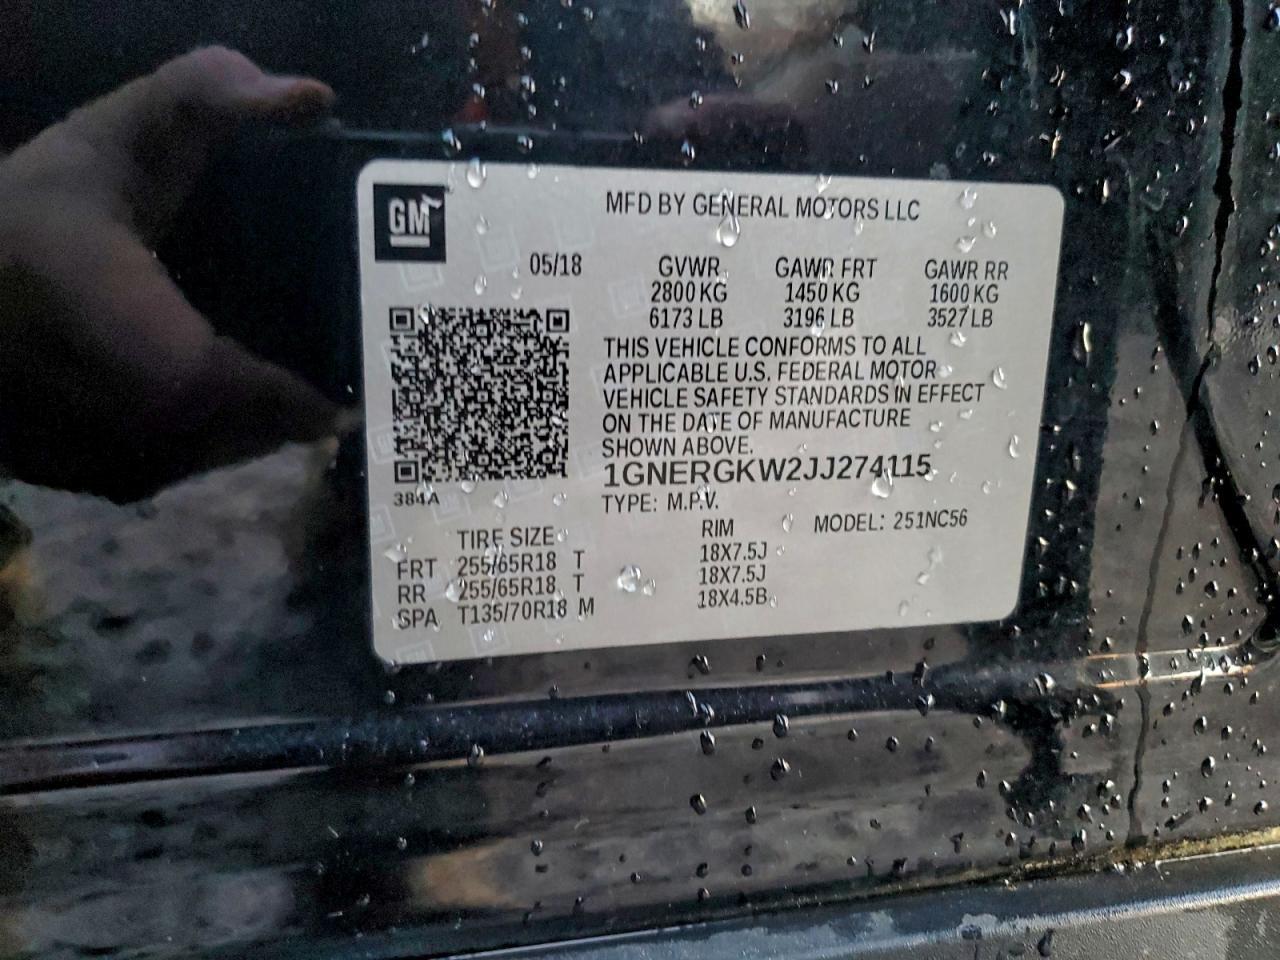 GM
MFD BY GENERAL MOTORS LLC
05/18 GVWR GAWR FRT GAWR RR
2800 KG 1450 KG 1600 KG
6173 LB 3196 LB 3527 LB
THIS VEHICLE CONFORMS TO ALL
APPLICABLE U.S. FEDERAL MOTOR
VEHICLE SAFETY STANDARDS IN EFFECT
ON THE DATE OF MANUFACTURE
SHOWN ABOVE.
1GNERGKW2JJ274115
384A
TYPE: M.P.V. MODEL: 251NC56
TIRE SIZE RIM
FRT 255/65R18 T 18X7.5J
RR 255/65R18 T 18X7.5J
SPA T135/70R18 M 18X4.5B